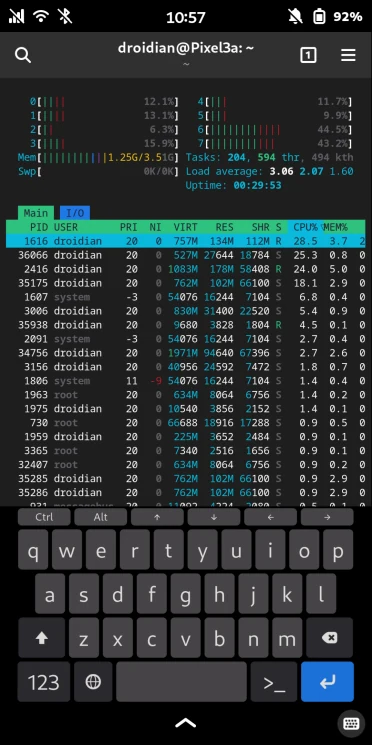 10:57 92%
droidian@Pixel3a: ~
~
1
0[|||| 12.1%] 4[||| 11.7%]
1[|||| 13.1%] 5[||| 9.9%]
2[|| 6.3%] 6[|||||||||||| 44.5%]
3[|||| 15.9%] 7[|||||||||||| 43.2%]
Mem[||||||||||||1.25G/3.51G] Tasks: 204, 594 thr, 494 kth
Swp[ 0K/0K] Load average: 3.06 2.07 1.60
Uptime: 00:29:53
Main I/O
PID USER PRI NI VIRT RES SHR S CPU% MEM%
1616 droidian 20 0 757M 134M 112M R 28.5 3.7 2
36066 droidian 20 0 527M 27644 18784 S 25.3 0.8 0
2416 droidian 20 0 1083M 178M 58408 R 24.0 5.0 0
35175 droidian 20 0 762M 102M 66100 S 18.1 2.9 0
1607 system -3 0 54076 16244 7104 S 6.8 0.4 0
3006 droidian 20 0 830M 31400 22520 S 5.4 0.9 0
35938 droidian 20 0 9680 3828 1804 R 4.5 0.1 0
2091 system -3 0 54076 16244 7104 S 2.7 0.4 0
34756 droidian 20 0 1971M 94640 67396 S 2.7 2.6 0
3156 droidian 20 0 40956 24592 7472 S 1.8 0.7 0
1806 system 11 -9 54076 16244 7104 S 1.4 0.4 0
1963 root 20 0 634M 8064 6756 S 1.4 0.2 0
1975 droidian 20 0 10540 3856 2152 S 1.4 0.1 0
730 root 20 0 66688 18916 17288 S 0.9 0.5 0
1959 droidian 20 0 225M 3652 2484 S 0.9 0.1 0
3365 root 20 0 7340 2516 1656 S 0.9 0.1 0
32407 root 20 0 634M 8064 6756 S 0.9 0.2 0
35285 droidian 20 0 762M 102M 66100 S 0.9 2.9 0
35286 droidian 20 0 762M 102M 66100 S 0.9 2.9 0
Ctrl Alt ↑ ↓ ← →
q w e r t y u i o p
a s d f g h j k l
z x c v b n m
123 >_